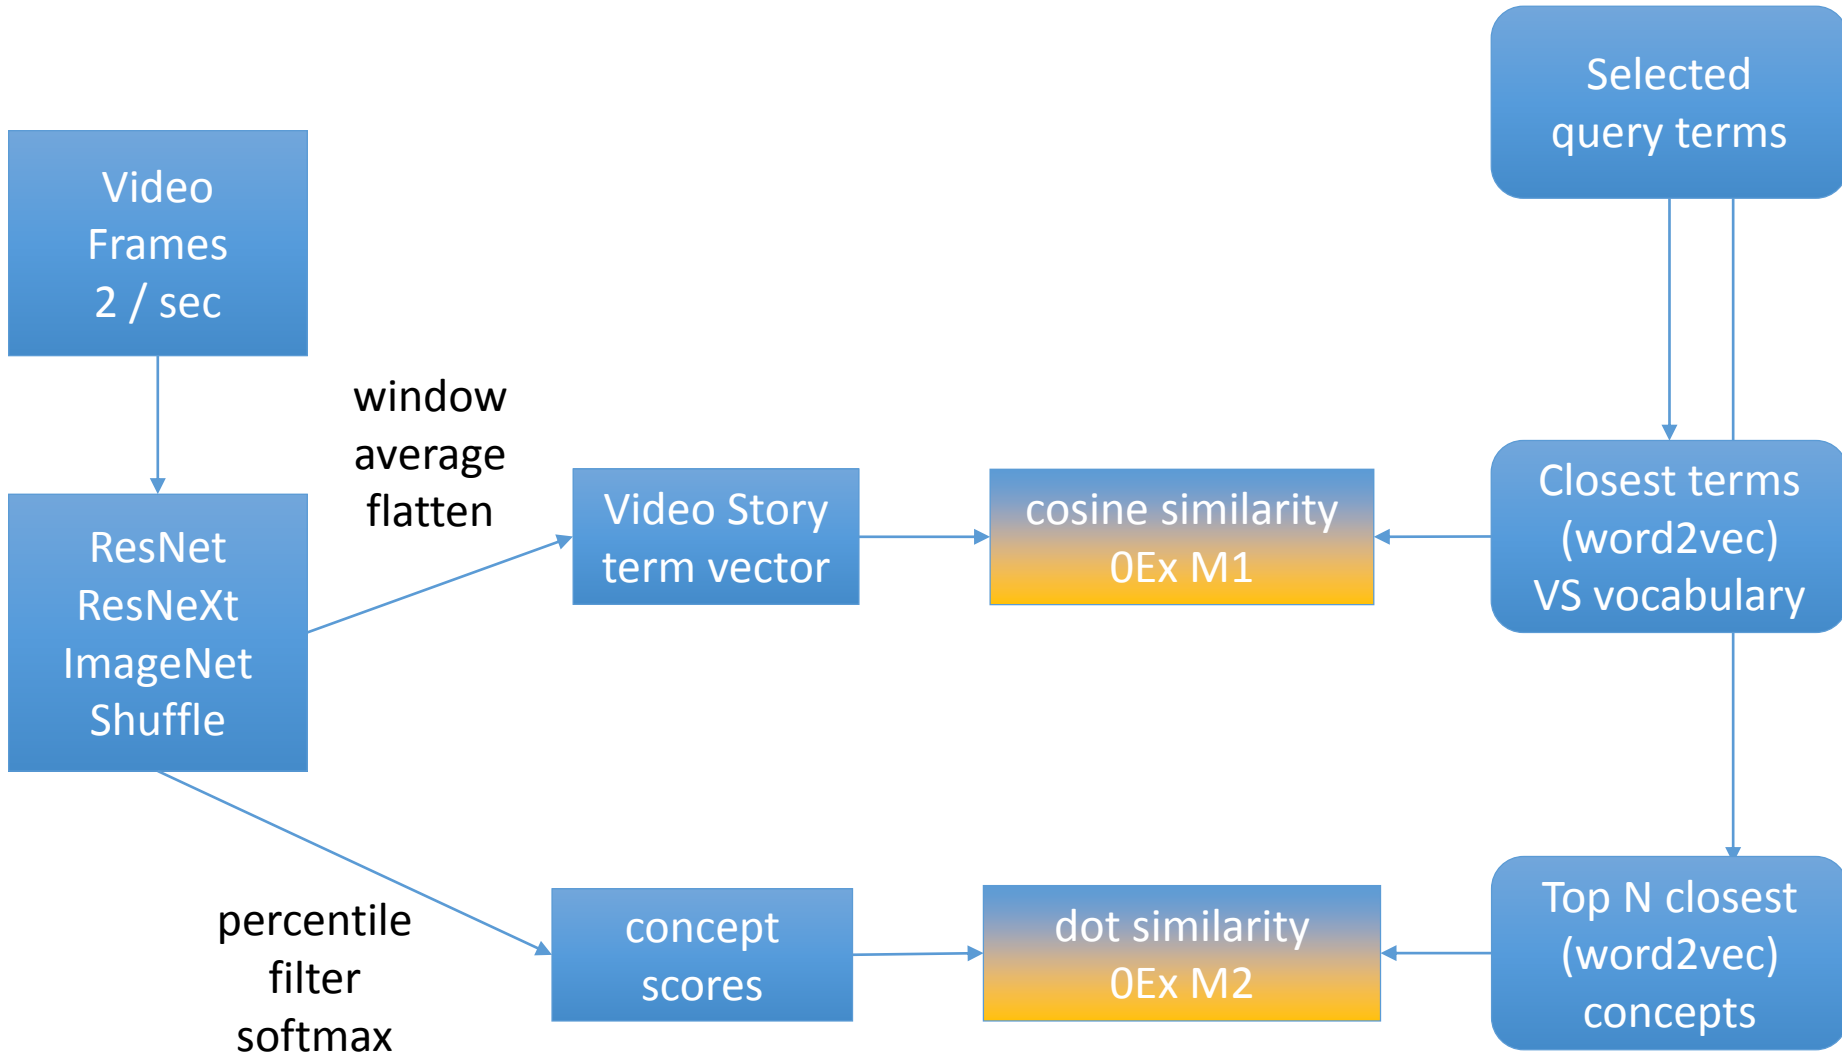 Selected
query terms
Video
Frames
2 / sec
window
average
flatten
ResNet
ResNeXt
ImageNet
Shuffle
Video Story
term vector
cosine similarity
0Ex M1
Closest terms
(word2vec)
VS vocabulary
percentile
filter
softmax
concept
scores
dot similarity
0Ex M2
Top N closest
(word2vec)
concepts